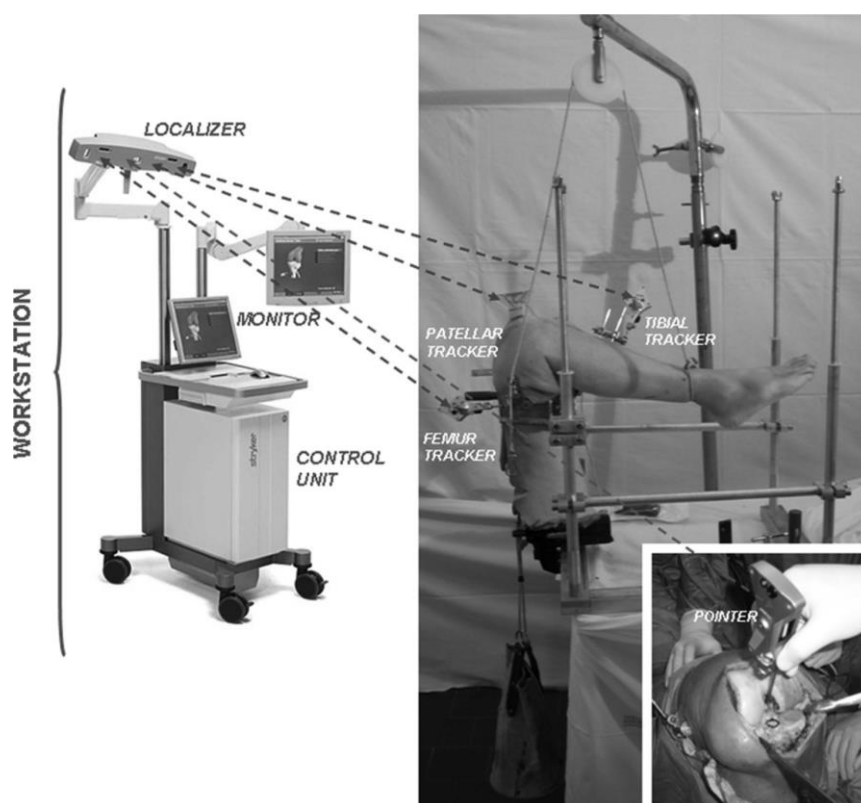 LOCALIZER
WORKSTATION
MONITOR
PATELLAR
TRACKER
TIBIAL
TRACKER
FEMUR
TRACKER
stryker
CONTROL
UNIT
POINTER